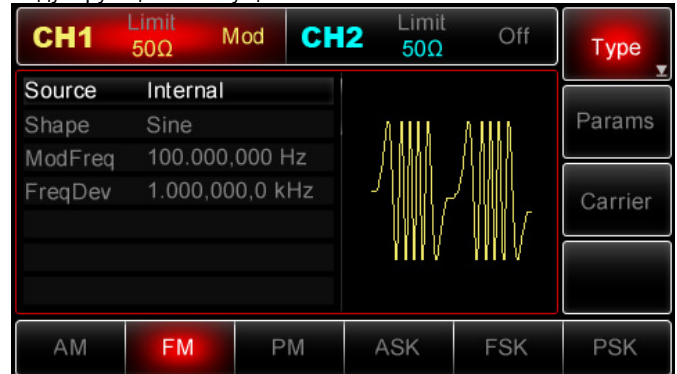 CH1 Limit 50Ω Mod CH2 Limit 50Ω Off
Type
Source Internal
Shape Sine
ModFreq 100.000,000 Hz
FreqDev 1.000,000,0 kHz
Params
Carrier
AM FM PM ASK FSK PSK